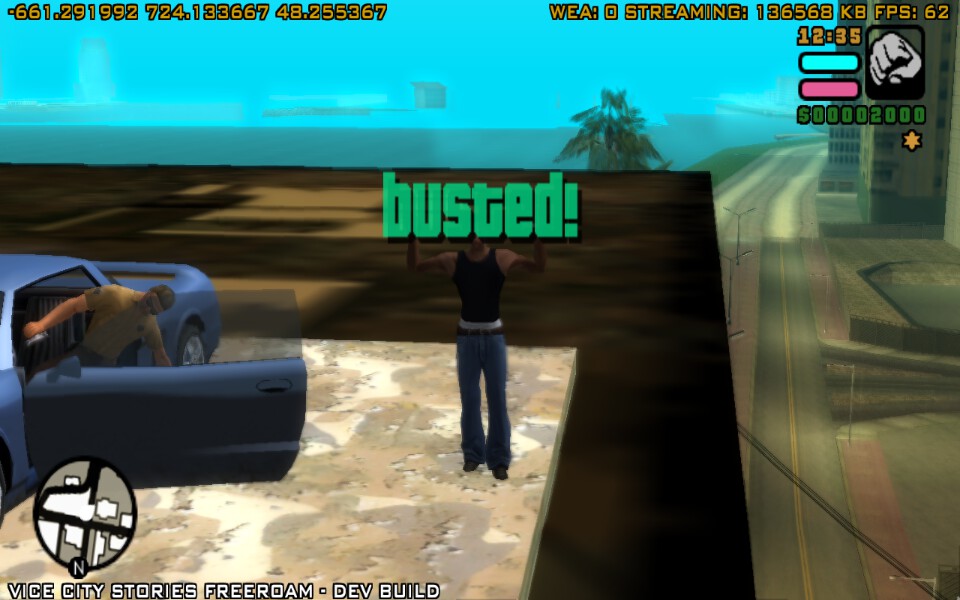 -661.291992 724.133667 48.255367
WEA: 0 STREAMING: 136568 KB FPS: 62
12:35
$00002000
busted!
N
VICE CITY STORIES FREEROAM - DEV BUILD